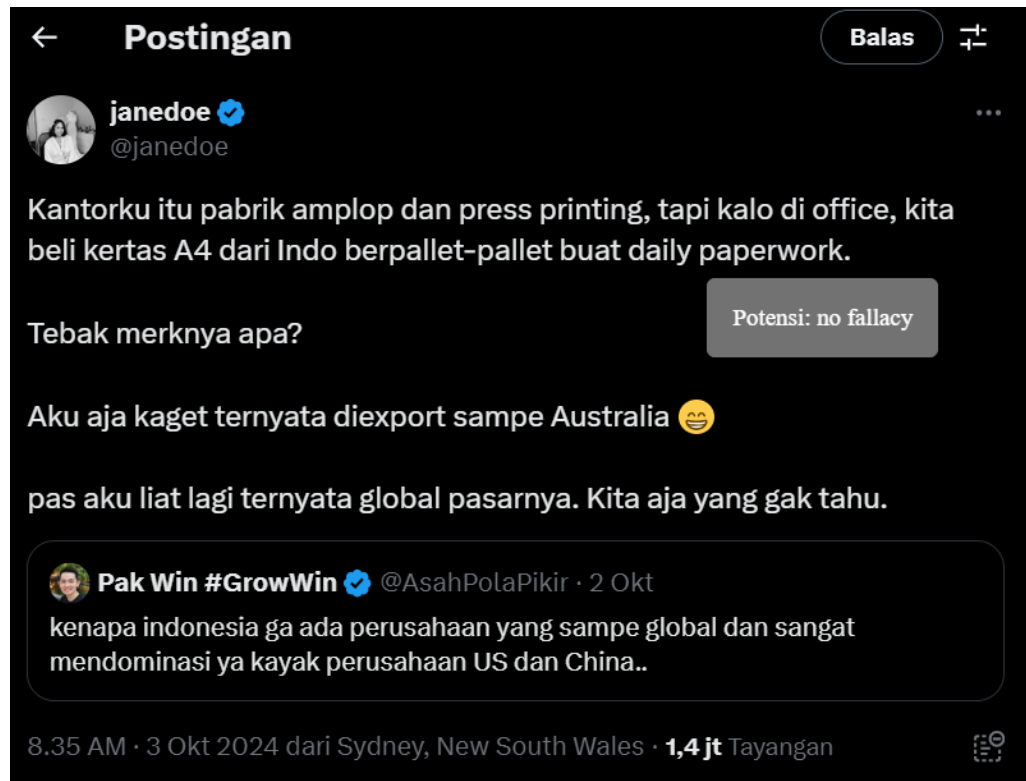 Postingan
Balas
janedoe
@janedoe
Kantorku itu pabrik amplop dan press printing, tapi kalo di office, kita
beli kertas A4 dari Indo berpallet-pallet buat daily paperwork.
Potensi: no fallacy
Tebak merknya apa?
Aku aja kaget ternyata diexport sampe Australia 😁
pas aku liat lagi ternyata global pasarnya. Kita aja yang gak tahu.
Pak Win #GrowWin @AsahPolaPikir · 2 Okt
kenapa indonesia ga ada perusahaan yang sampe global dan sangat
mendominasi ya kayak perusahaan US dan China..
8.35 AM · 3 Okt 2024 dari Sydney, New South Wales · 1,4 jt Tayangan